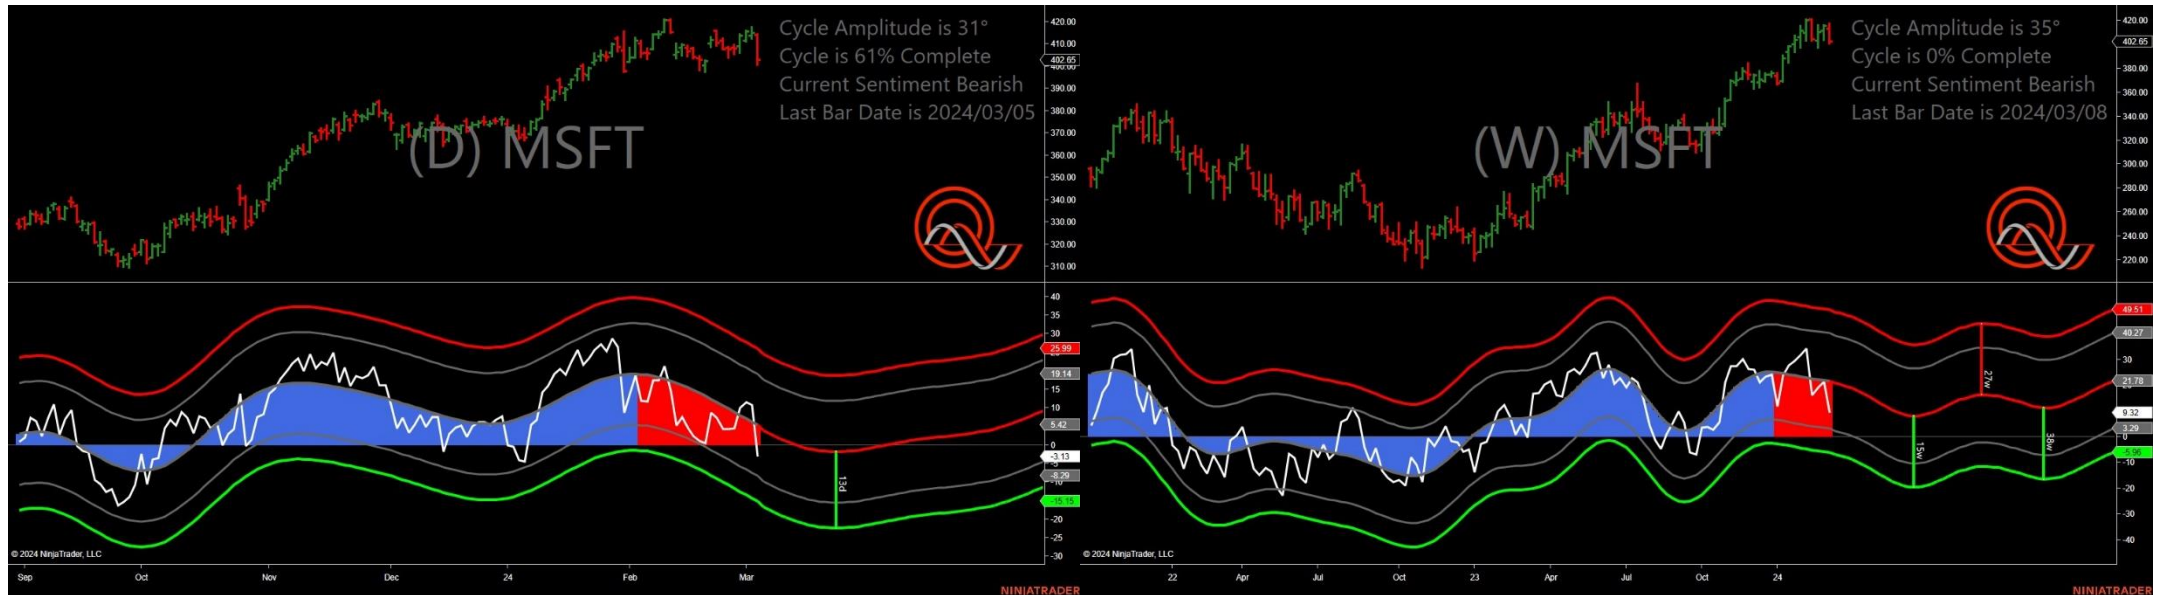 Cycle Amplitude is 31°
Cycle is 61% Complete
Current Sentiment Bearish
Last Bar Date is 2024/03/05
(D) MSFT
420.00
410.00
402.65
400.00
390.00
380.00
370.00
360.00
350.00
340.00
330.00
320.00
310.00
40
35
30
25.99
19.14
15
10
5.42
0
-3.13
-8.29
-15.15
-20
-25
-30
13d
© 2024 NinjaTrader, LLC
Sep Oct Nov Dec 24 Feb Mar
NINJATRADER
Cycle Amplitude is 35°
Cycle is 0% Complete
Current Sentiment Bearish
Last Bar Date is 2024/03/08
(W) MSFT
420.00
402.65
380.00
360.00
340.00
320.00
300.00
280.00
260.00
240.00
220.00
49.51
40.27
30
21.78
9.32
3.29
0
-5.96
-10
-20
-30
-40
15w
27w
38w
© 2024 NinjaTrader, LLC
22 Apr Jul Oct 23 Apr Jul Oct 24
NINJATRADER